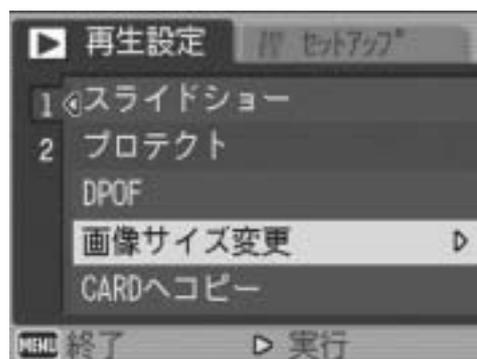 再生設定 セットアップ
1 スライドショー
2 プロテクト
DPOF
画像サイズ変更
CARDへコピー
MENU 終了 実行